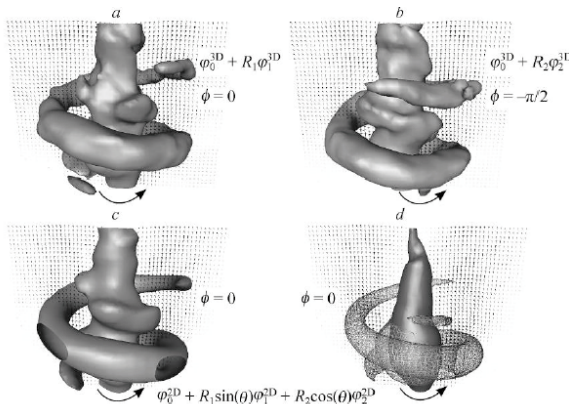 a
b
φ₀³ᴰ + R₁φ₁³ᴰ
ϕ = 0
φ₀³ᴰ + R₂φ₂³ᴰ
ϕ = –π/2
c
d
ϕ = 0
ϕ = 0
φ₀²ᴰ + R₁sin(θ)φ₁²ᴰ + R₂cos(θ)φ₂²ᴰ